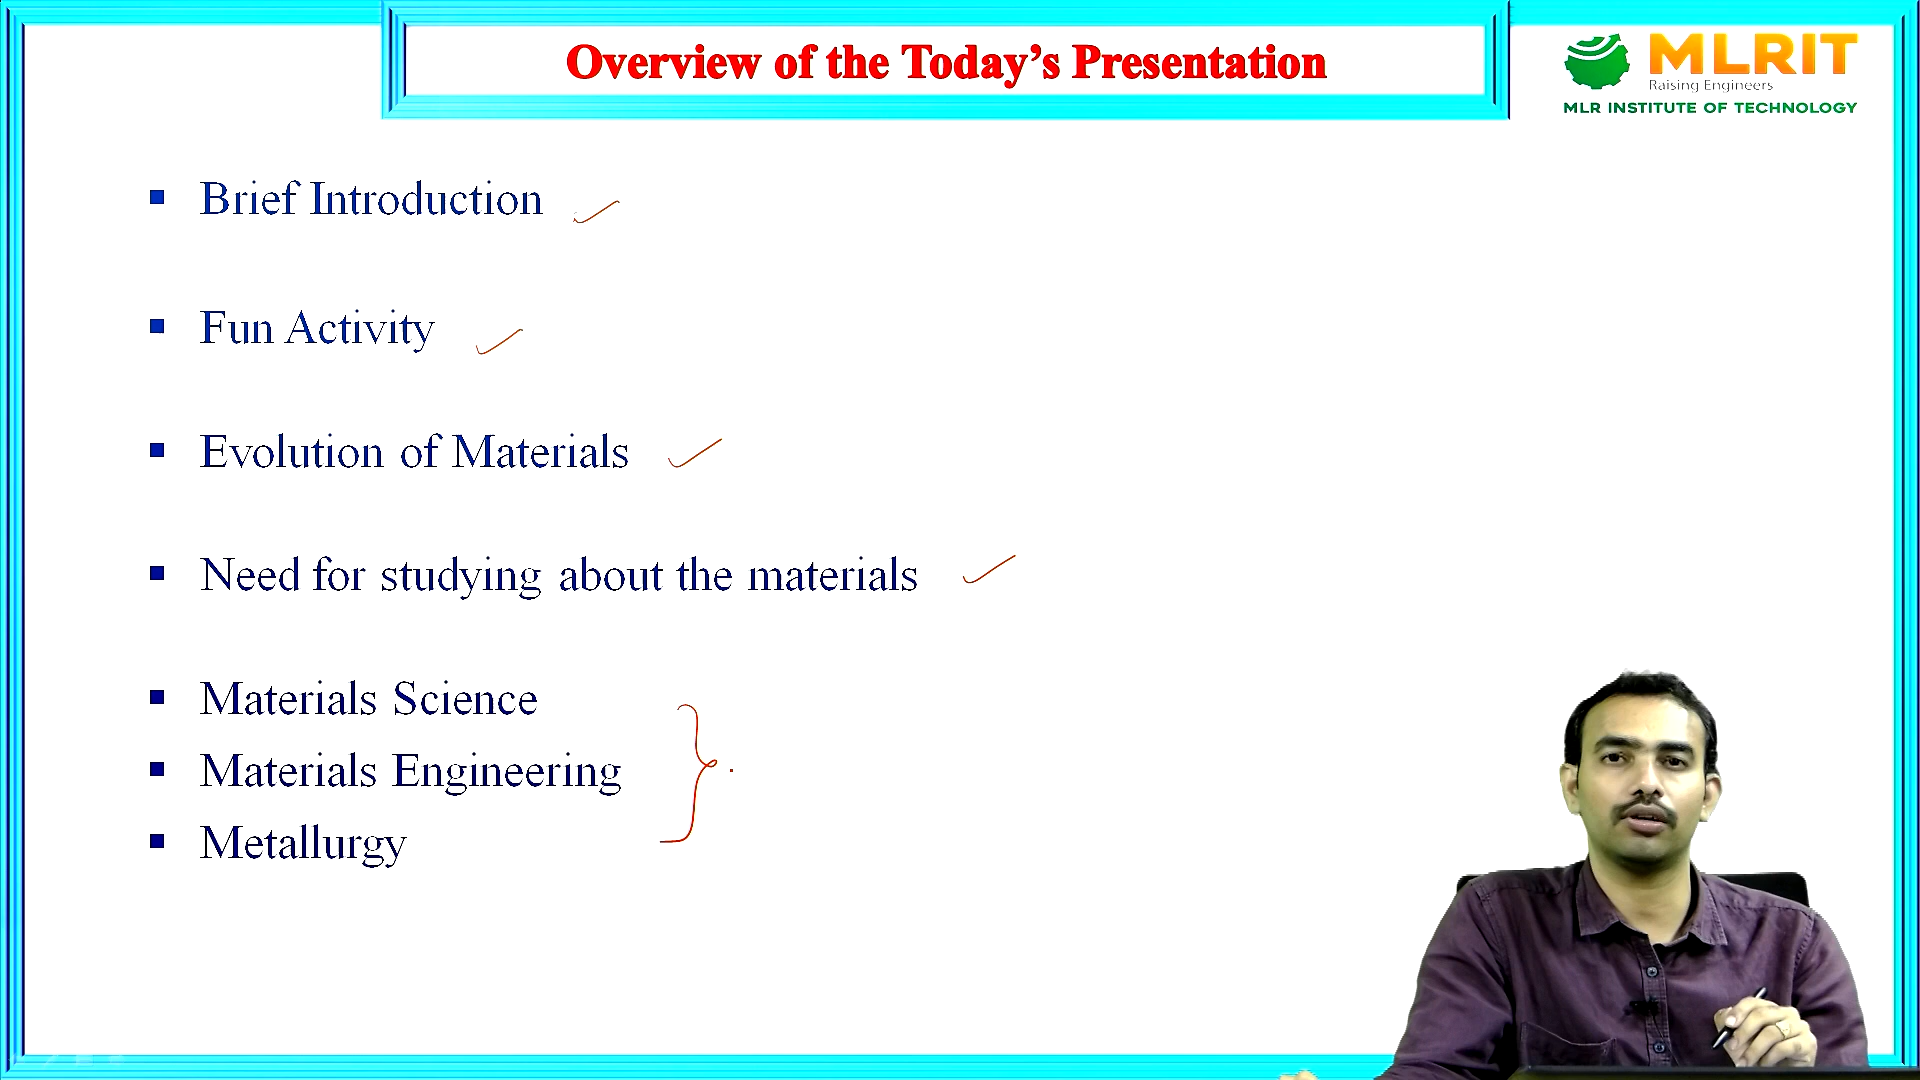 Overview of the Today's Presentation
MLRIT
Raising Engineers
MLR INSTITUTE OF TECHNOLOGY
Brief Introduction
Fun Activity
Evolution of Materials
Need for studying about the materials
Materials Science
Materials Engineering
Metallurgy